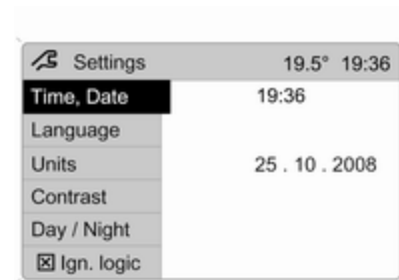 Settings 19.5° 19:36
Time, Date 19:36
Language
Units 25 . 10 . 2008
Contrast
Day / Night
Ign. logic